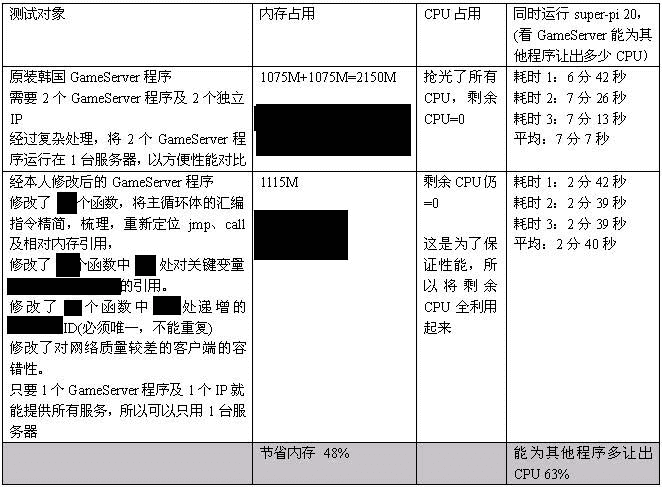 测试对象
内存占用
CPU 占用
同时运行 super-pi 20,
(看 GameServer 能为其
他程序让出多少 CPU)
原装韩国 GameServer 程序
需要 2 个 GameServer 程序及 2 个独立
IP
经过复杂处理，将 2 个 GameServer 程
序运行在 1 台服务器，以方便性能对比
1075M+1075M=2150M
抢光了所有
CPU，剩余
CPU=0
耗时 1：6 分 42 秒
耗时 2：7 分 26 秒
耗时 3：7 分 13 秒
平均：7 分 7 秒
经本人修改后的 GameServer 程序
修改了 个函数，将主循环体的汇编
指令精简，梳理，重新定位 jmp、call
及相对内存引用，
修改了 个函数中 处对关键变量
的引用。
修改了 个函数中 处递增的
ID(必须唯一，不能重复)
修改了对网络质量较差的客户端的容
错性。
只要 1 个 GameServer 程序及 1 个 IP 就
能提供所有服务，所以可以只用 1 台服
务器
1115M
剩余 CPU 仍
=0
这是为了保
证性能，所
以将剩余
CPU 全利用
起来
耗时 1：2 分 42 秒
耗时 2：2 分 39 秒
耗时 3：2 分 39 秒
平均：2 分 40 秒
节省内存 48%
能为其他程序多让出
CPU 63%